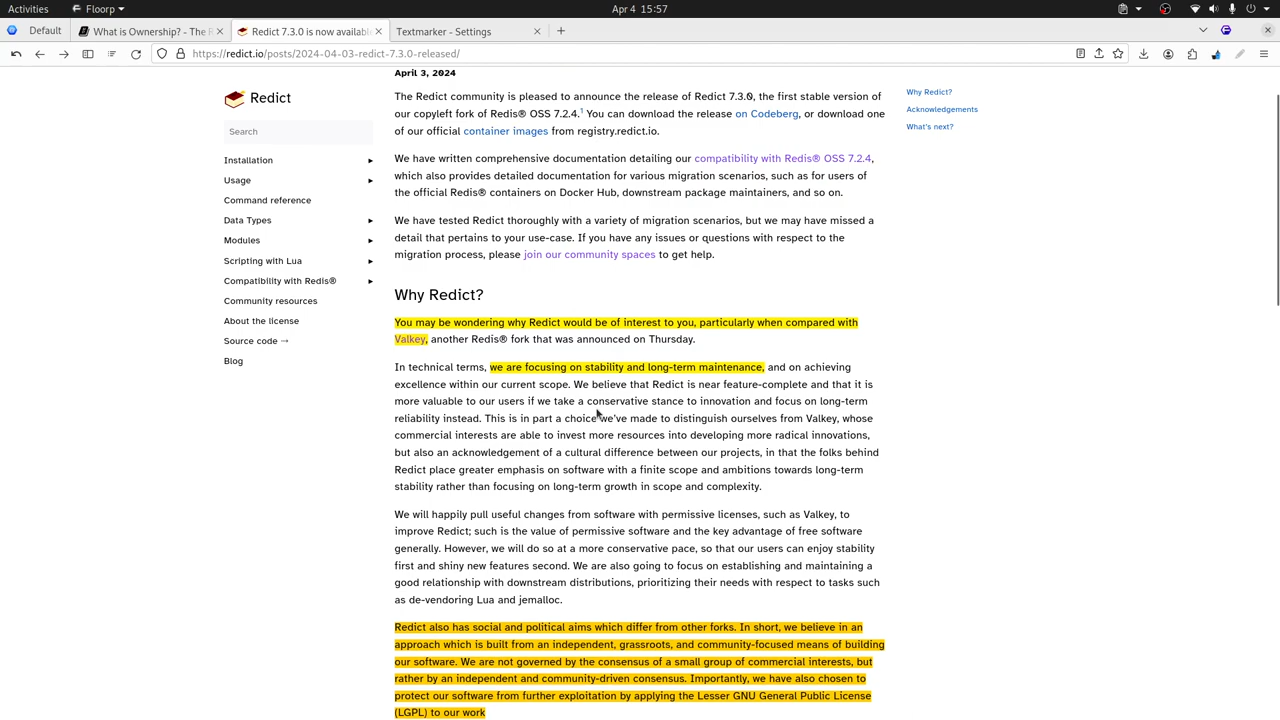 Activities
Floorp
Apr 4 15:57
Default
What is Ownership? - The R
Redict 7.3.0 is now availab
Textmarker - Settings
https://redict.io/posts/2024-04-03-redict-7.3.0-released/
Redict
Search
Installation
Usage
Command reference
Data Types
Modules
Scripting with Lua
Compatibility with Redis®
Community resources
About the license
Source code →
Blog
April 3, 2024
The Redict community is pleased to announce the release of Redict 7.3.0, the first stable version of
our copyleft fork of Redis® OSS 7.2.4.1 You can download the release on Codeberg, or download one
of our official container images from registry.redict.io.
We have written comprehensive documentation detailing our compatibility with Redis® OSS 7.2.4,
which also provides detailed documentation for various migration scenarios, such as for users of
the official Redis® containers on Docker Hub, downstream package maintainers, and so on.
We have tested Redict thoroughly with a variety of migration scenarios, but we may have missed a
detail that pertains to your use-case. If you have any issues or questions with respect to the
migration process, please join our community spaces to get help.
Why Redict?
You may be wondering why Redict would be of interest to you, particularly when compared with
Valkey, another Redis® fork that was announced on Thursday.
In technical terms, we are focusing on stability and long-term maintenance, and on achieving
excellence within our current scope. We believe that Redict is near feature-complete and that it is
more valuable to our users if we take a conservative stance to innovation and focus on long-term
reliability instead. This is in part a choice we've made to distinguish ourselves from Valkey, whose
commercial interests are able to invest more resources into developing more radical innovations,
but also an acknowledgement of a cultural difference between our projects, in that the folks behind
Redict place greater emphasis on software with a finite scope and ambitions towards long-term
stability rather than focusing on long-term growth in scope and complexity.
We will happily pull useful changes from software with permissive licenses, such as Valkey, to
improve Redict; such is the value of permissive software and the key advantage of free software
generally. However, we will do so at a more conservative pace, so that our users can enjoy stability
first and shiny new features second. We are also going to focus on establishing and maintaining a
good relationship with downstream distributions, prioritizing their needs with respect to tasks such
as de-vendoring Lua and jemalloc.
Redict also has social and political aims which differ from other forks. In short, we believe in an
approach which is built from an independent, grassroots, and community-focused means of building
our software. We are not governed by the consensus of a small group of commercial interests, but
rather by an independent and community-driven consensus. Importantly, we have also chosen to
protect our software from further exploitation by applying the Lesser GNU General Public License
(LGPL) to our work
Why Redict?
Acknowledgements
What's next?